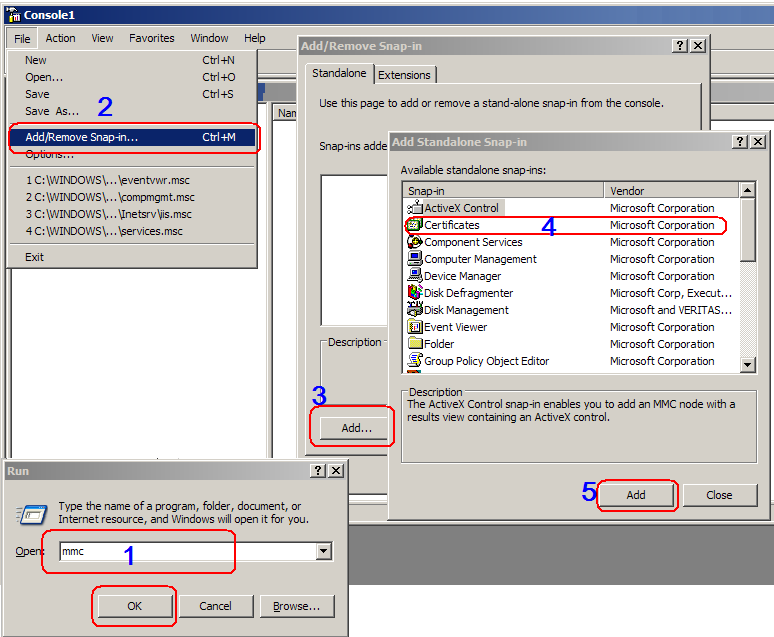 Console1
File Action View Favorites Window Help
New Ctrl+N
Open... Ctrl+O
Save Ctrl+S
Save As...
2
Add/Remove Snap-in... Ctrl+M
Options...
1 C:\WINDOWS\...\eventvwr.msc
2 C:\WINDOWS\...\compmgmt.msc
3 C:\WINDOWS\...\Inetsrv\iis.msc
4 C:\WINDOWS\...\services.msc
Exit
Add/Remove Snap-in
Standalone Extensions
Use this page to add or remove a stand-alone snap-in from the console.
Description
3
Add...
Add Standalone Snap-in
Available standalone snap-ins:
Snap-in Vendor
ActiveX Control Microsoft Corporation
Certificates 4 Microsoft Corporation
Component Services Microsoft Corporation
Computer Management Microsoft Corporation
Device Manager Microsoft Corporation
Disk Defragmenter Microsoft Corp, Execut...
Disk Management Microsoft and VERITAS...
Event Viewer Microsoft Corporation
Folder Microsoft Corporation
Group Policy Object Editor Microsoft Corporation
Description
The ActiveX Control snap-in enables you to add an MMC node with a
results view containing an ActiveX control.
5
Add Close
Run
Type the name of a program, folder, document, or
Internet resource, and Windows will open it for you.
Open: mmc 1
OK Cancel Browse...